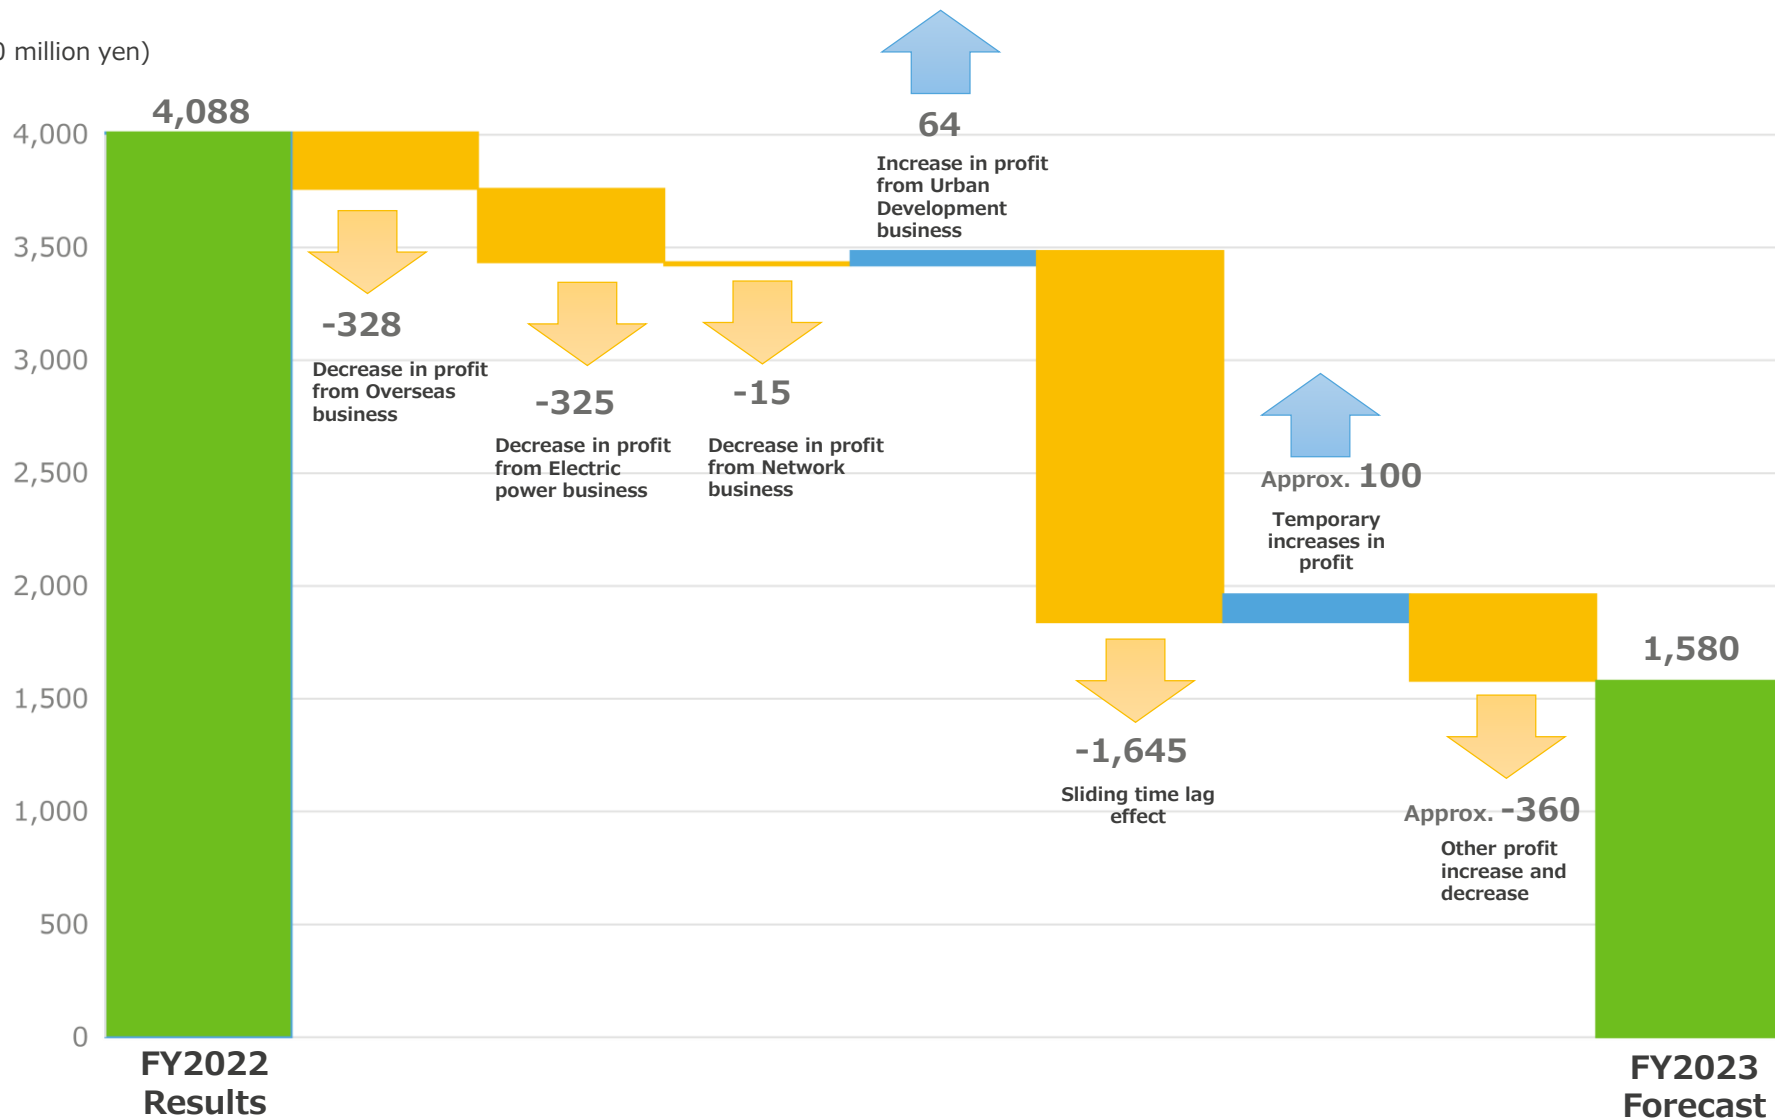 0 million yen)
4,088
4,000
3,500
3,000
2,500
2,000
1,500
1,000
500
0
-328
Decrease in profit
from Overseas
business
-325
Decrease in profit
from Electric
power business
-15
Decrease in profit
from Network
business
64
Increase in profit
from Urban
Development
business
-1,645
Sliding time lag
effect
Approx. 100
Temporary
increases in
profit
Approx. -360
Other profit
increase and
decrease
1,580
FY2022
Results
FY2023
Forecast